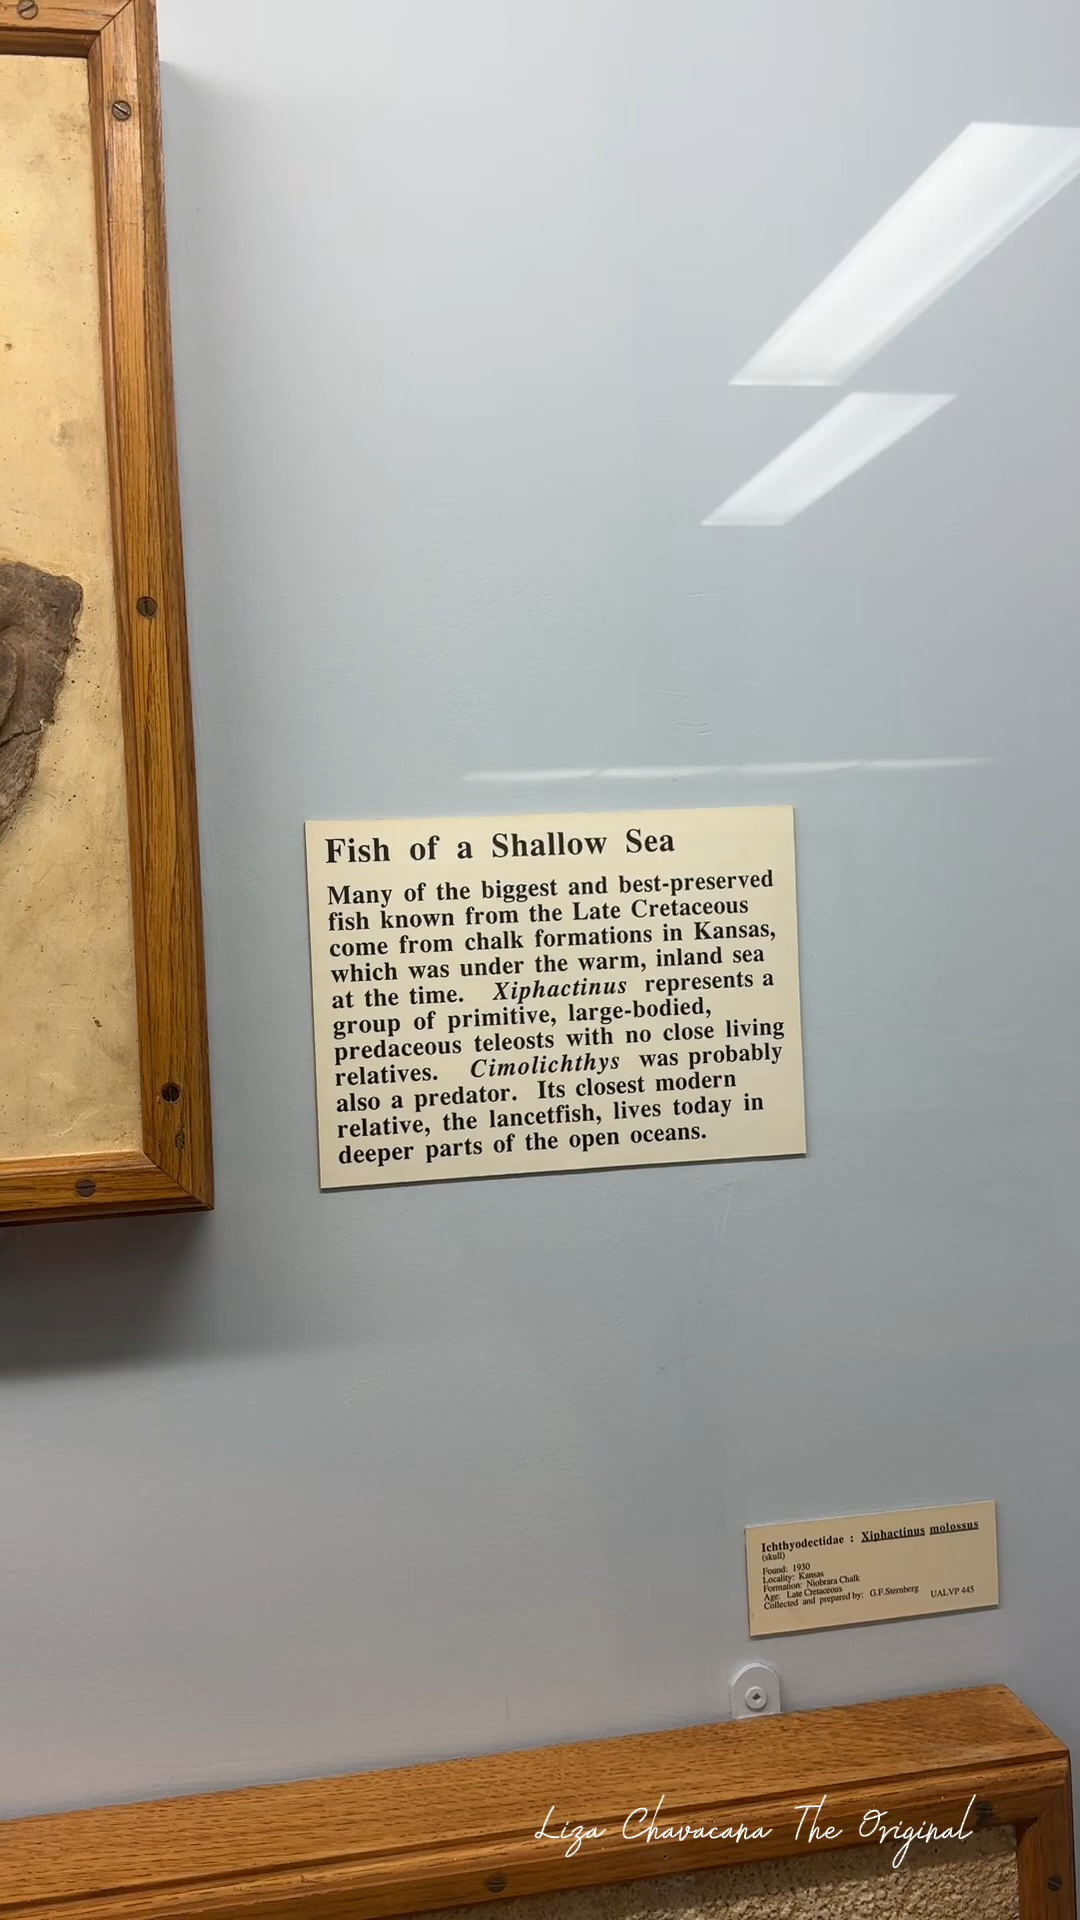 Fish of a Shallow Sea
Many of the biggest and best-preserved
fish known from the Late Cretaceous
come from chalk formations in Kansas,
which was under the warm, inland sea
at the time. Xiphactinus represents a
group of primitive, large-bodied,
predaceous teleosts with no close living
relatives. Cimolichthys was probably
also a predator. Its closest modern
relative, the lancetfish, lives today in
deeper parts of the open oceans.
Ichthyodectidae : Xiphactinus molossus
(skull)
Found: 1930
Locality: Kansas
Formation: Niobrara Chalk
Age: Late Cretaceous
Collected and prepared by: G.F.Sternberg UALVP 445
Liza Chavacana The Original